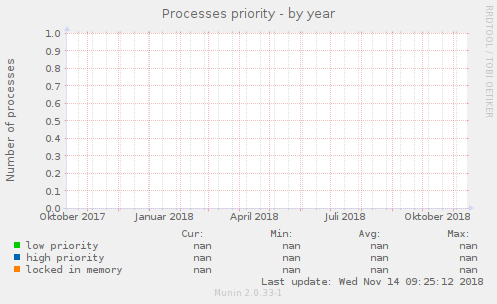 Processes priority - by year
RRDTOOL / TOBI OETIKER
Number of processes
1.0
0.9
0.8
0.7
0.6
0.5
0.4
0.3
0.2
0.1
0.0
Oktober 2017 Januar 2018 April 2018 Juli 2018 Oktober 2018
Cur: Min: Avg: Max:
low priority nan nan nan nan
high priority nan nan nan nan
locked in memory nan nan nan nan
Last update: Wed Nov 14 09:25:12 2018
Munin 2.0.33-1